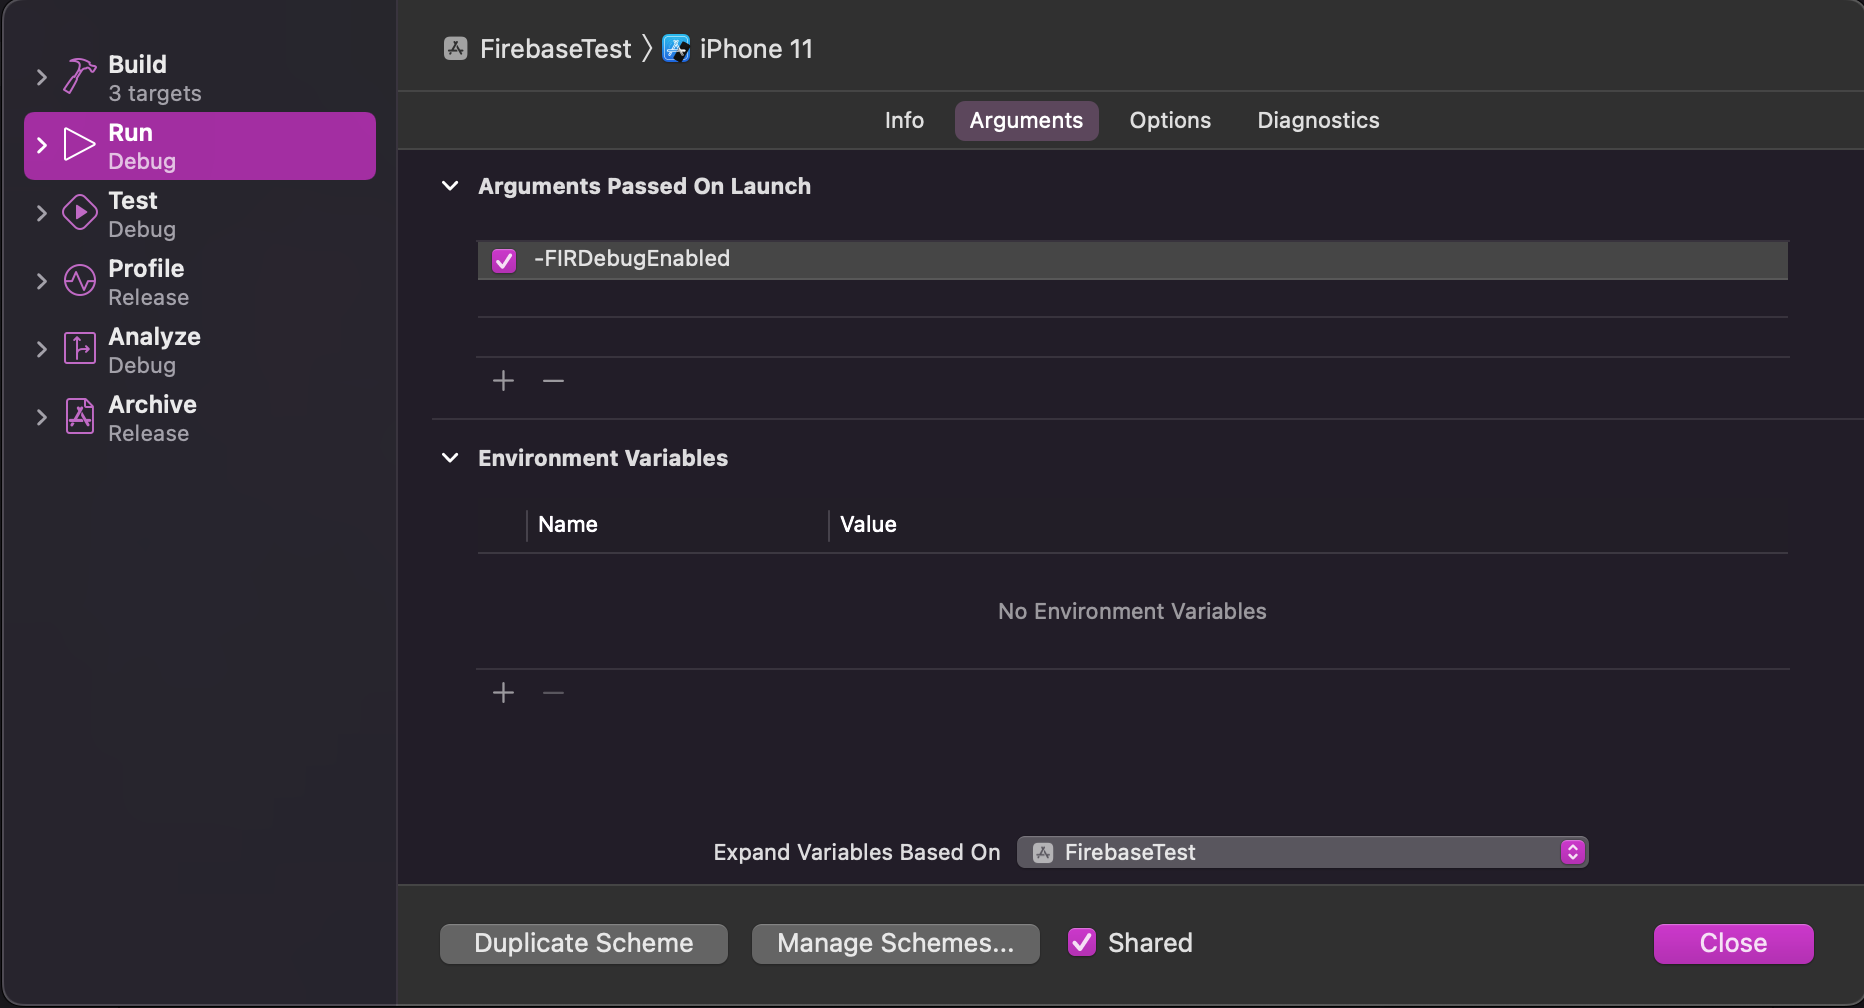 Build
3 targets
Run
Debug
Test
Debug
Profile
Release
Analyze
Debug
Archive
Release
FirebaseTest 〉 iPhone 11
Info Arguments Options Diagnostics
Arguments Passed On Launch
-FIRDebugEnabled
Environment Variables
Name Value
No Environment Variables
Expand Variables Based On FirebaseTest
Duplicate Scheme Manage Schemes... Shared Close